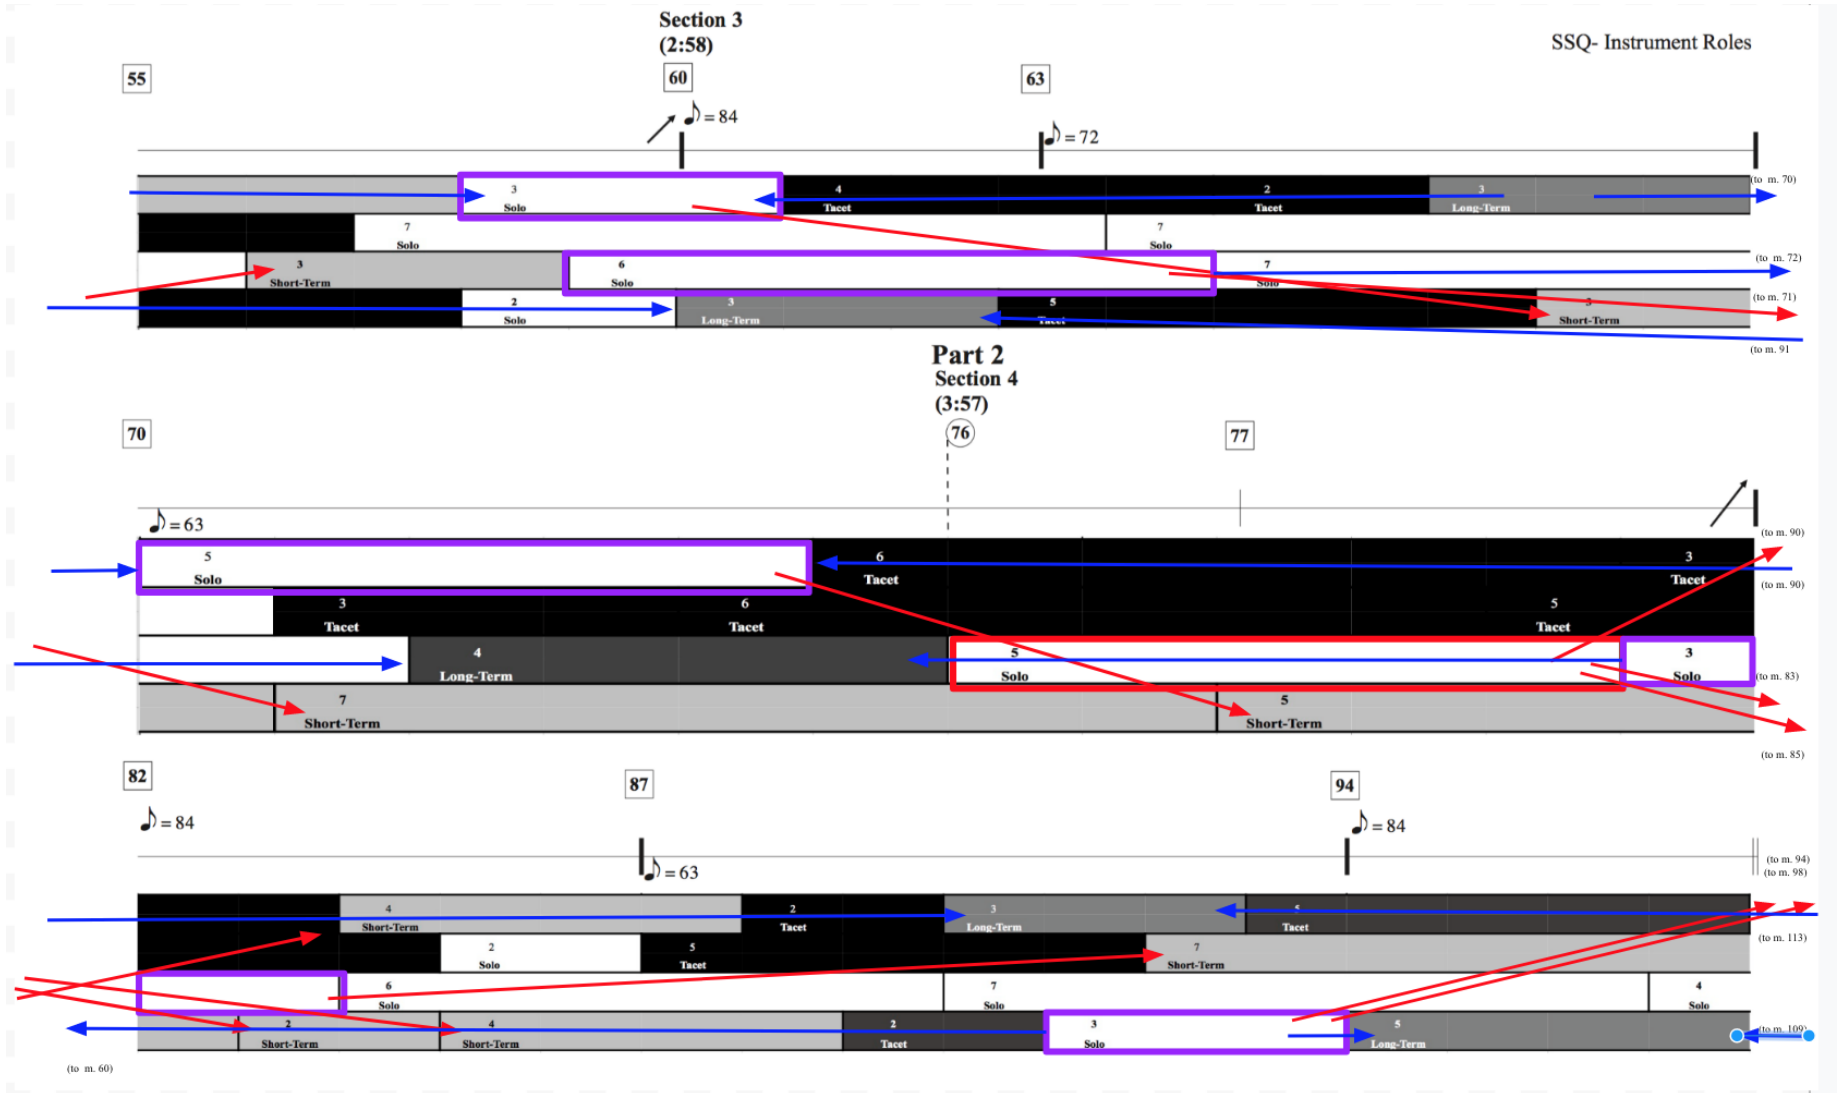 Section 3
(2:58)
SSQ- Instrument Roles
55
60
63
♪= 84
♪= 72
3
Solo
4
Tacet
2
Tacet
3
Long-Term
(to m. 70)
7
Solo
7
Solo
3
Short-Term
6
Solo
7
Solo
(to m. 72)
2
Solo
3
Long-Term
5
Tacet
3
Short-Term
(to m. 71)
(to m. 91
Part 2
Section 4
(3:57)
70
76
77
♪= 63
(to m. 90)
5
Solo
6
Tacet
3
Tacet
(to m. 90)
3
Tacet
6
Tacet
5
Tacet
4
Long-Term
5
Solo
3
Solo
(to m. 83)
7
Short-Term
5
Short-Term
(to m. 85)
82
87
94
♪= 84
♪= 63
♪= 84
(to m. 94)
(to m. 98)
4
Short-Term
2
Tacet
3
Long-Term
5
Tacet
(to m. 113)
2
Solo
5
Tacet
7
Short-Term
6
Solo
7
Solo
4
Solo
2
Short-Term
4
Short-Term
2
Tacet
3
Solo
5
Long-Term
(to m. 109)
(to m. 60)